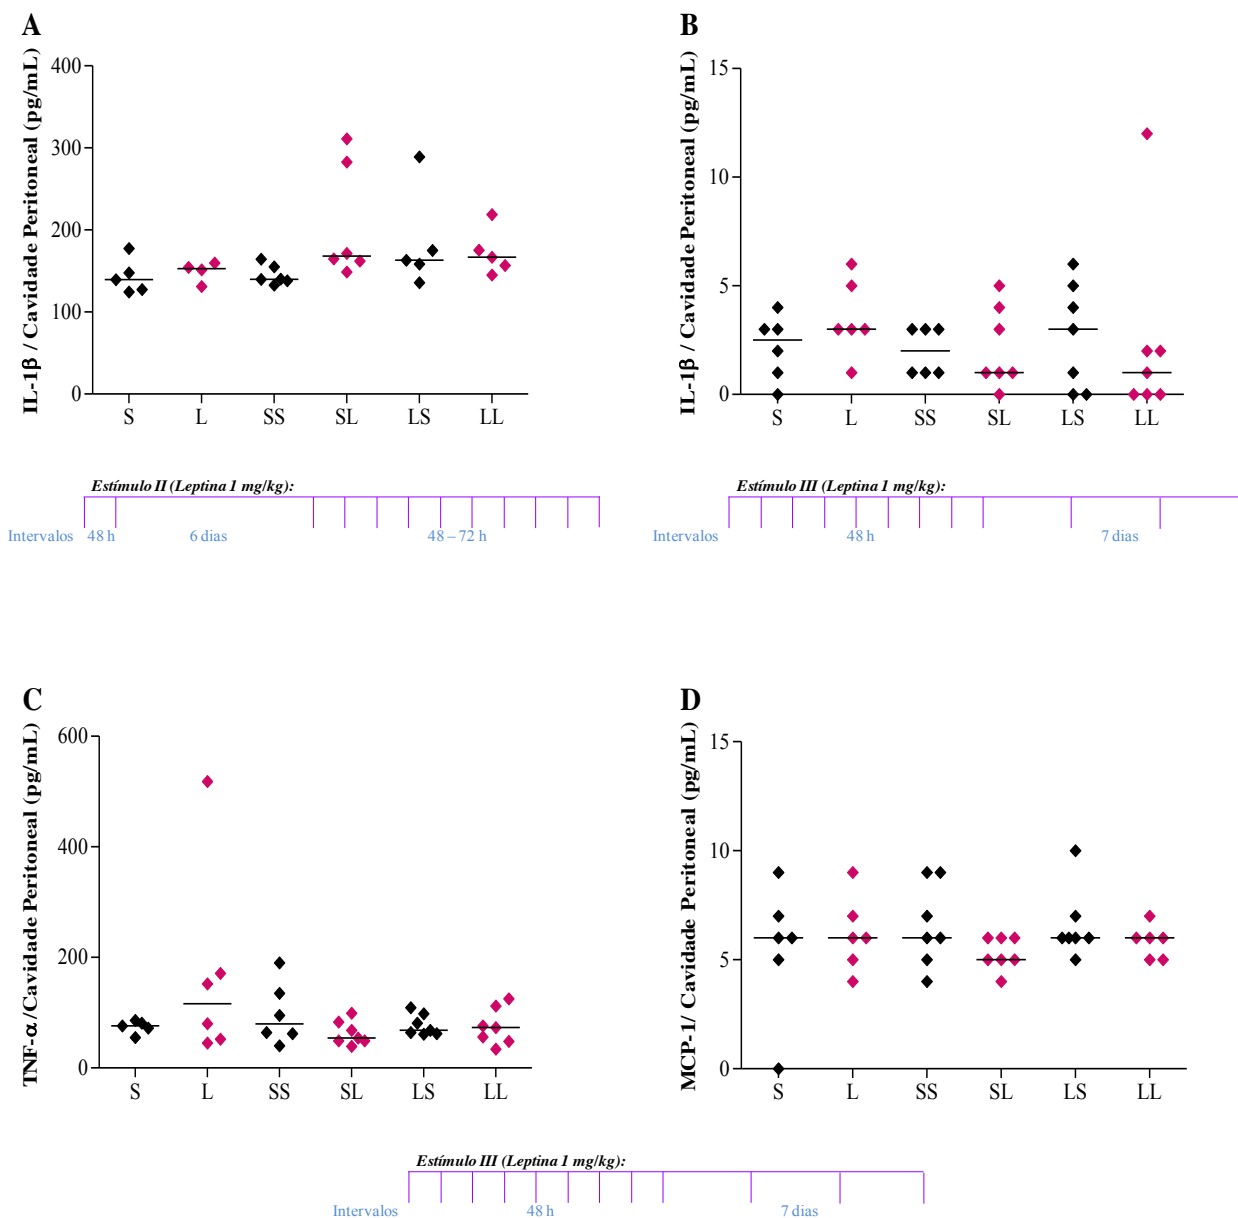 A
IL-1β / Cavidade Peritoneal (pg/mL)
400
300
200
100
0
S L SS SL LS LL
Estímulo II (Leptina 1 mg/kg):
Intervalos 48 h 6 dias 48 – 72 h
B
IL-1β / Cavidade Peritoneal (pg/mL)
15
10
5
0
S L SS SL LS LL
Estímulo III (Leptina 1 mg/kg):
Intervalos 48 h 7 dias
C
TNF-α/Cavidade Peritoneal (pg/mL)
600
400
200
0
S L SS SL LS LL
D
MCP-1/ Cavidade Peritoneal (pg/mL)
15
10
5
0
S L SS SL LS LL
Estímulo III (Leptina 1 mg/kg):
Intervalos 48 h 7 dias